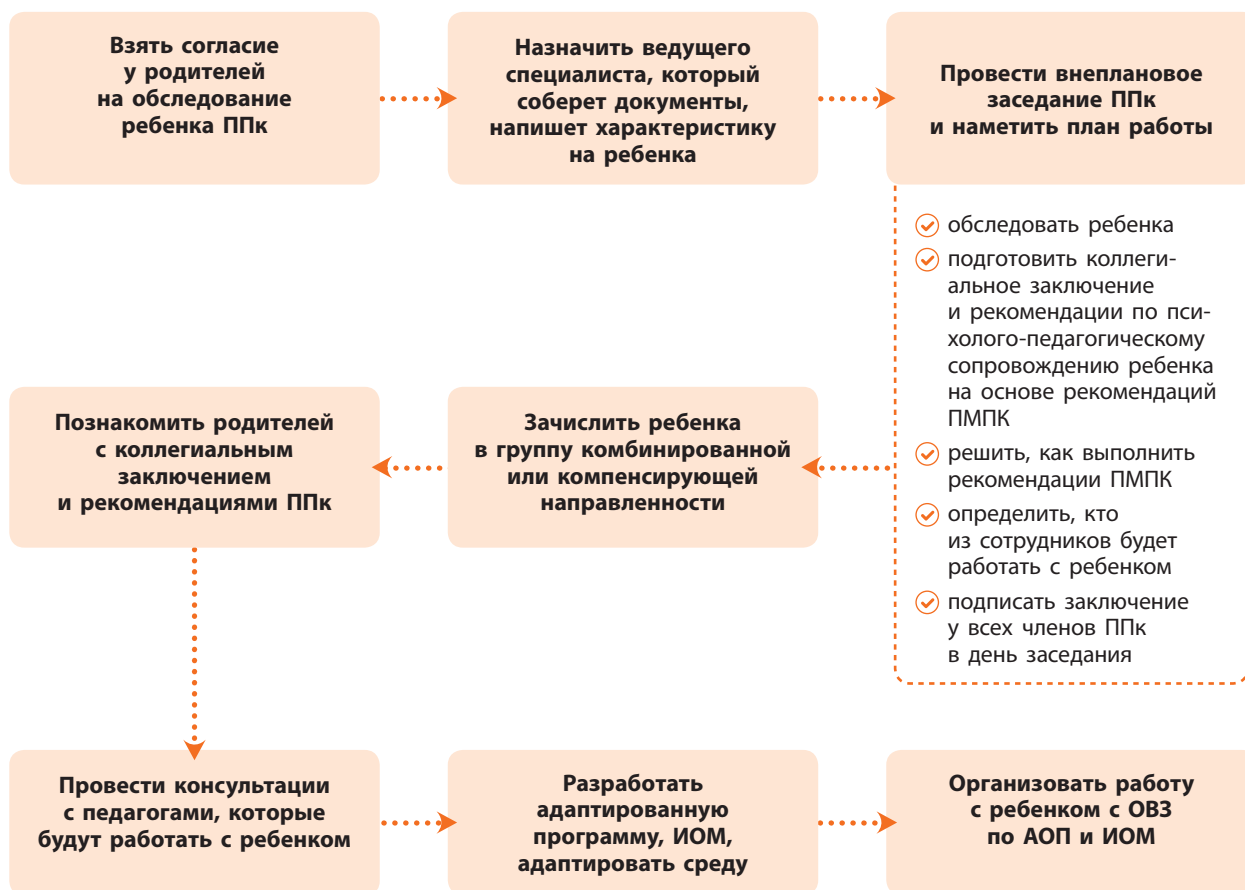 Взять согласие
у родителей
на обследование
ребенка ППк
Назначить ведущего
специалиста, который
соберет документы,
напишет характеристику
на ребенка
Провести внеплановое
заседание ППк
и наметить план работы
обследовать ребенка
подготовить коллеги-
альное заключение
и рекомендации по пси-
холого-педагогическому
сопровождению ребенка
на основе рекомендаций
ПМПК
решить, как выполнить
рекомендации ПМПК
определить, кто
из сотрудников будет
работать с ребенком
подписать заключение
у всех членов ППк
в день заседания
Зачислить ребенка
в группу комбинированной
или компенсирующей
направленности
Познакомить родителей
с коллегиальным
заключением
и рекомендациями ППк
Провести консультации
с педагогами, которые
будут работать с ребенком
Разработать
адаптированную
программу, ИОМ,
адаптировать среду
Организовать работу
с ребенком с ОВЗ
по АОП и ИОМ